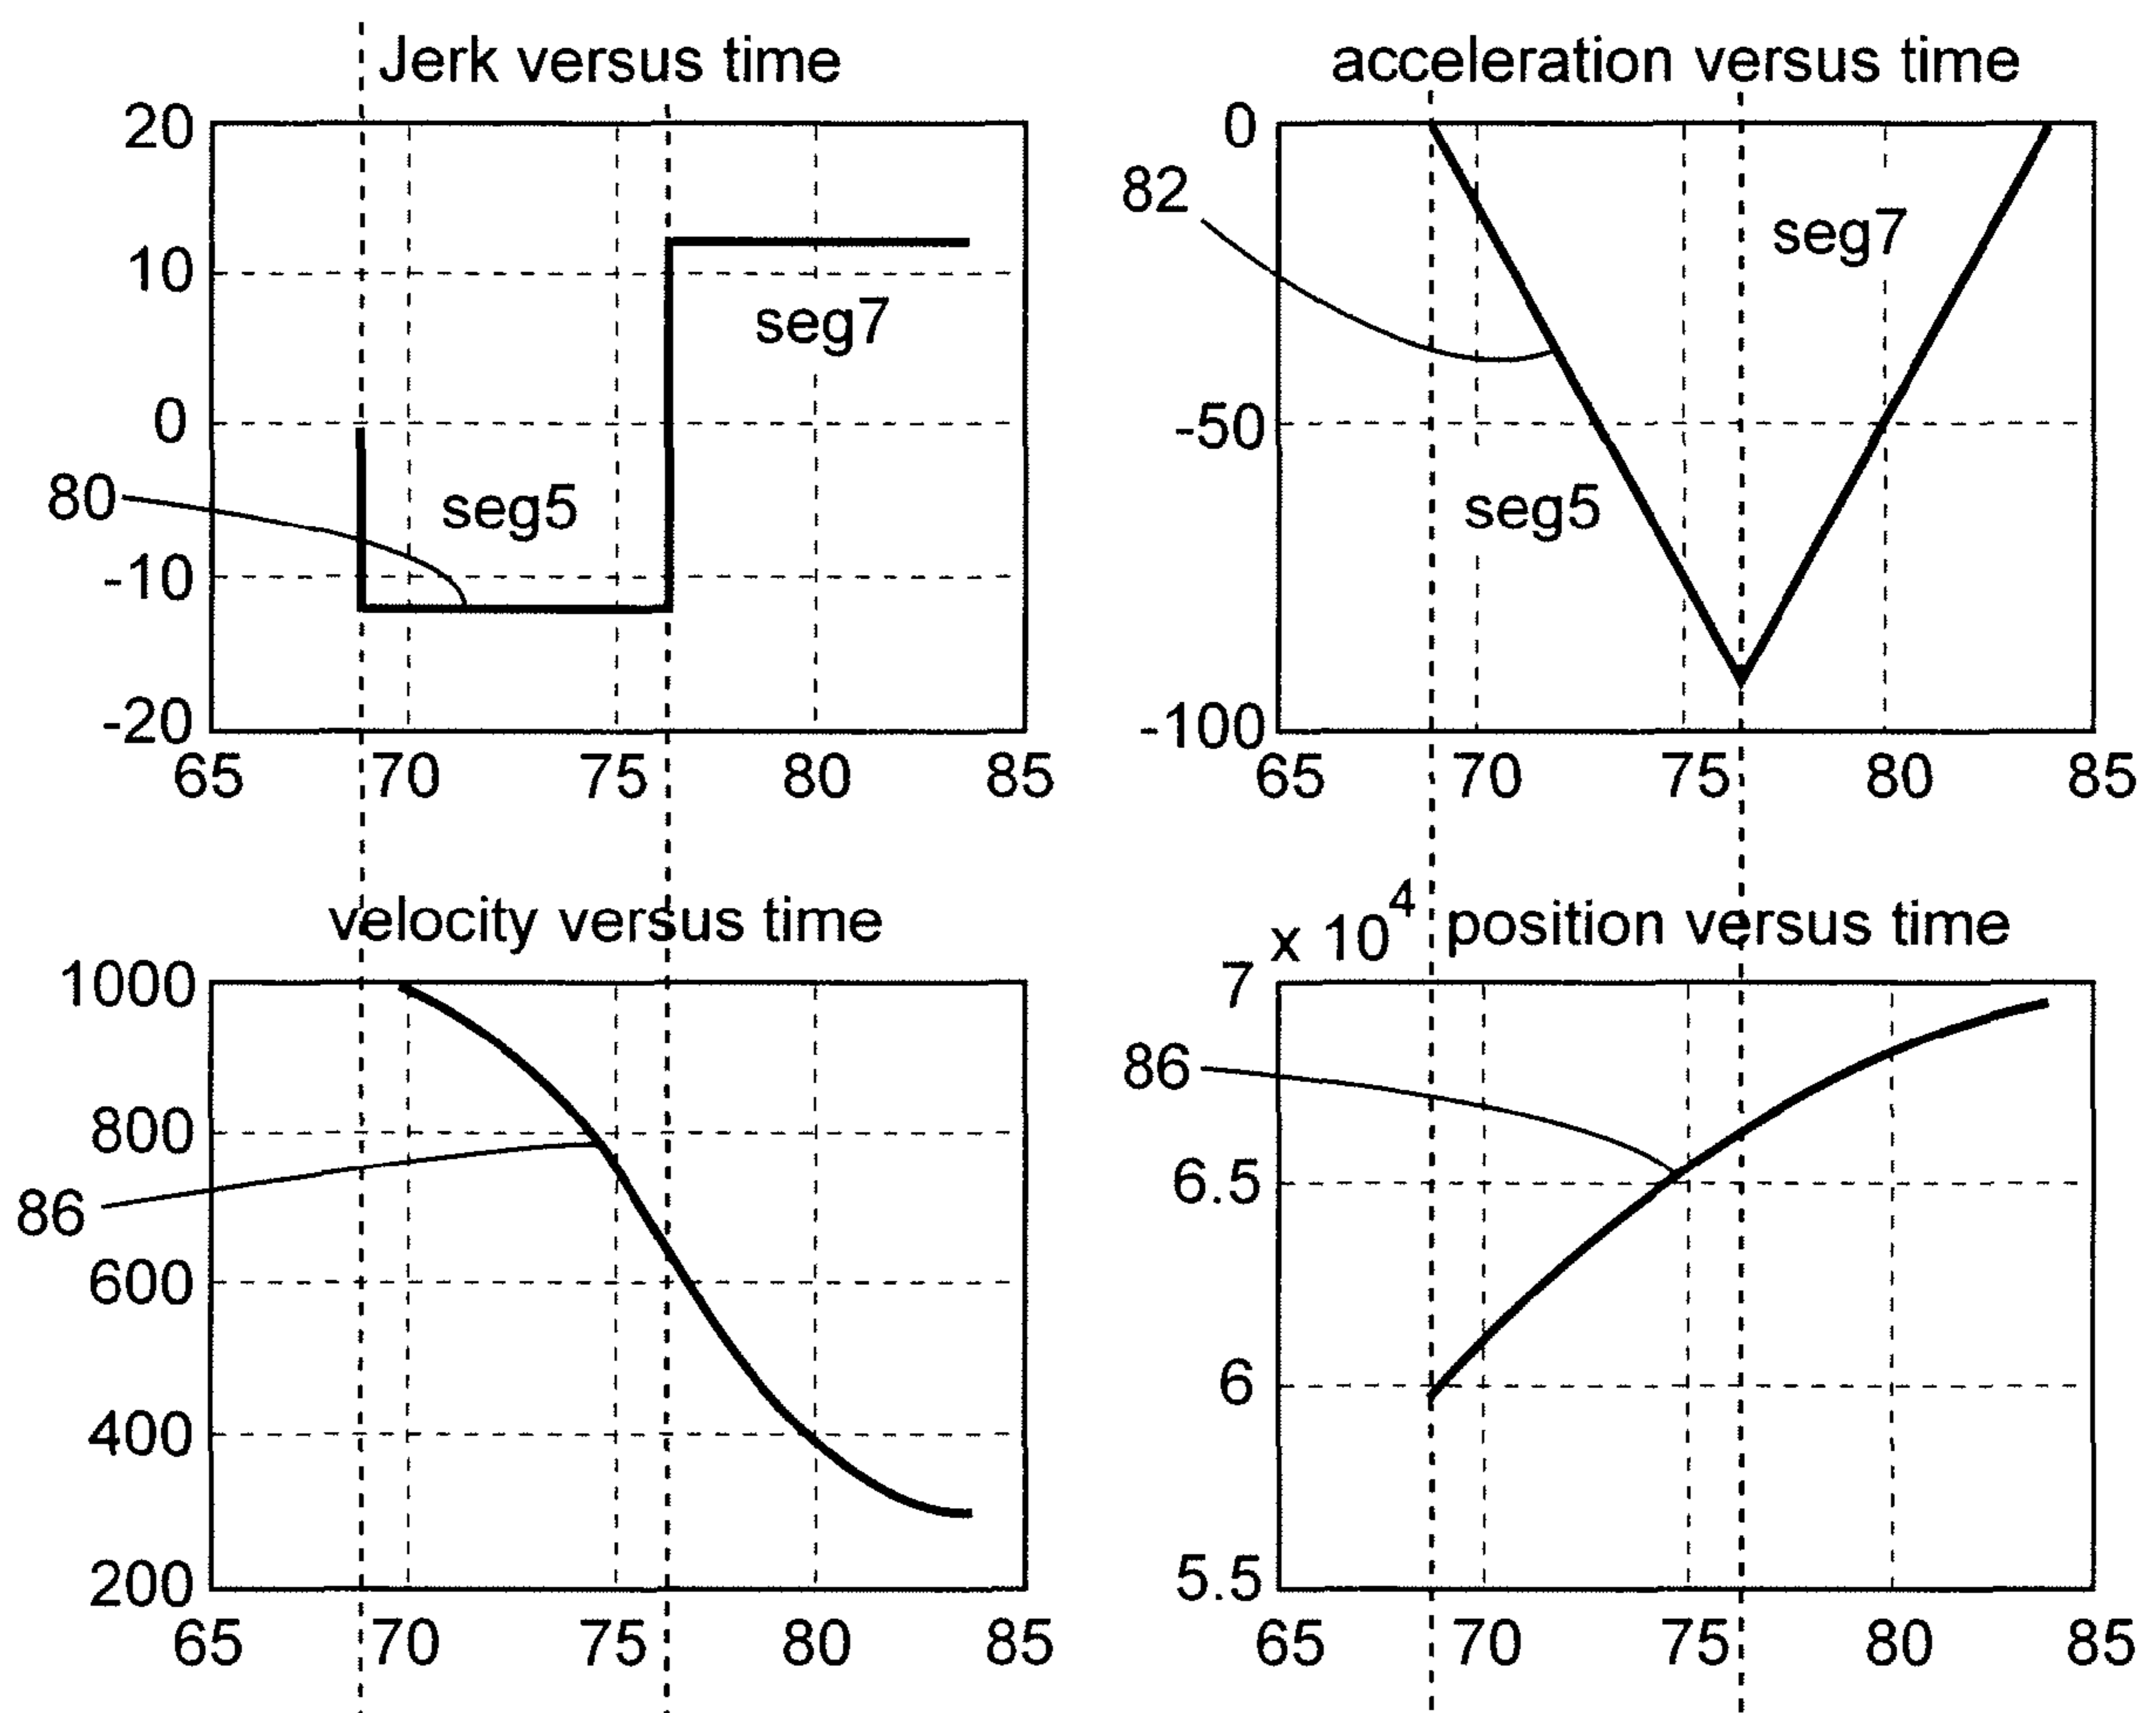 Jerk versus time
20
10
0
-10
-20
65 70 75 80 85
80
seg5
seg7
acceleration versus time
0
-50
-100
65 70 75 80 85
82
seg5
seg7
velocity versus time
1000
800
600
400
200
65 70 75 80 85
86
x 10^4 position versus time
7
6.5
6
5.5
65 70 75 80 85
86